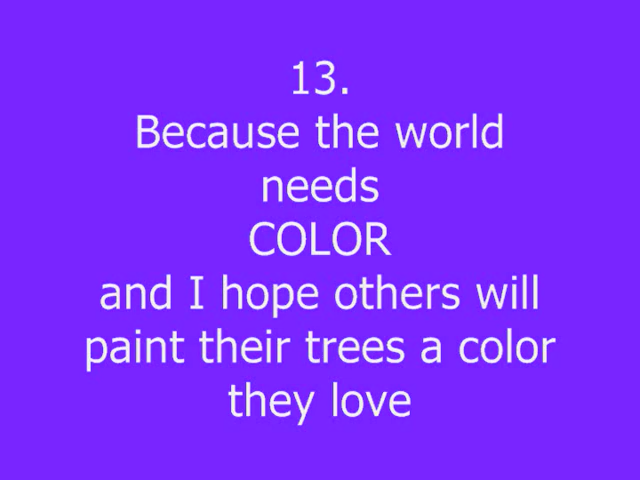 13.
Because the world
needs
COLOR
and I hope others will
paint their trees a color
they love